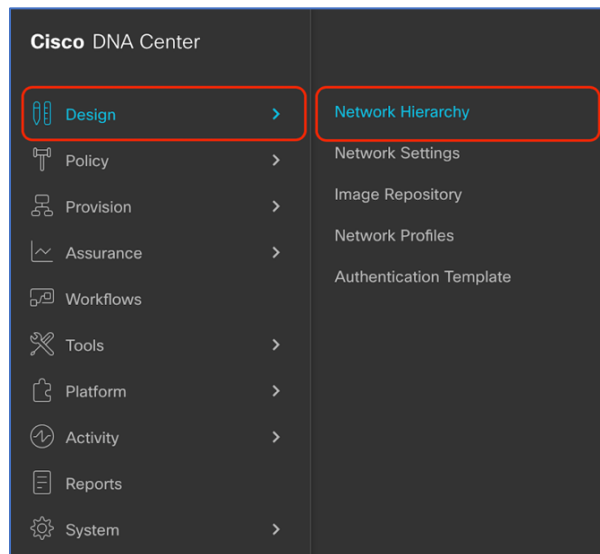 Cisco DNA Center
Design
Policy
Provision
Assurance
Workflows
Tools
Platform
Activity
Reports
System
Network Hierarchy
Network Settings
Image Repository
Network Profiles
Authentication Template